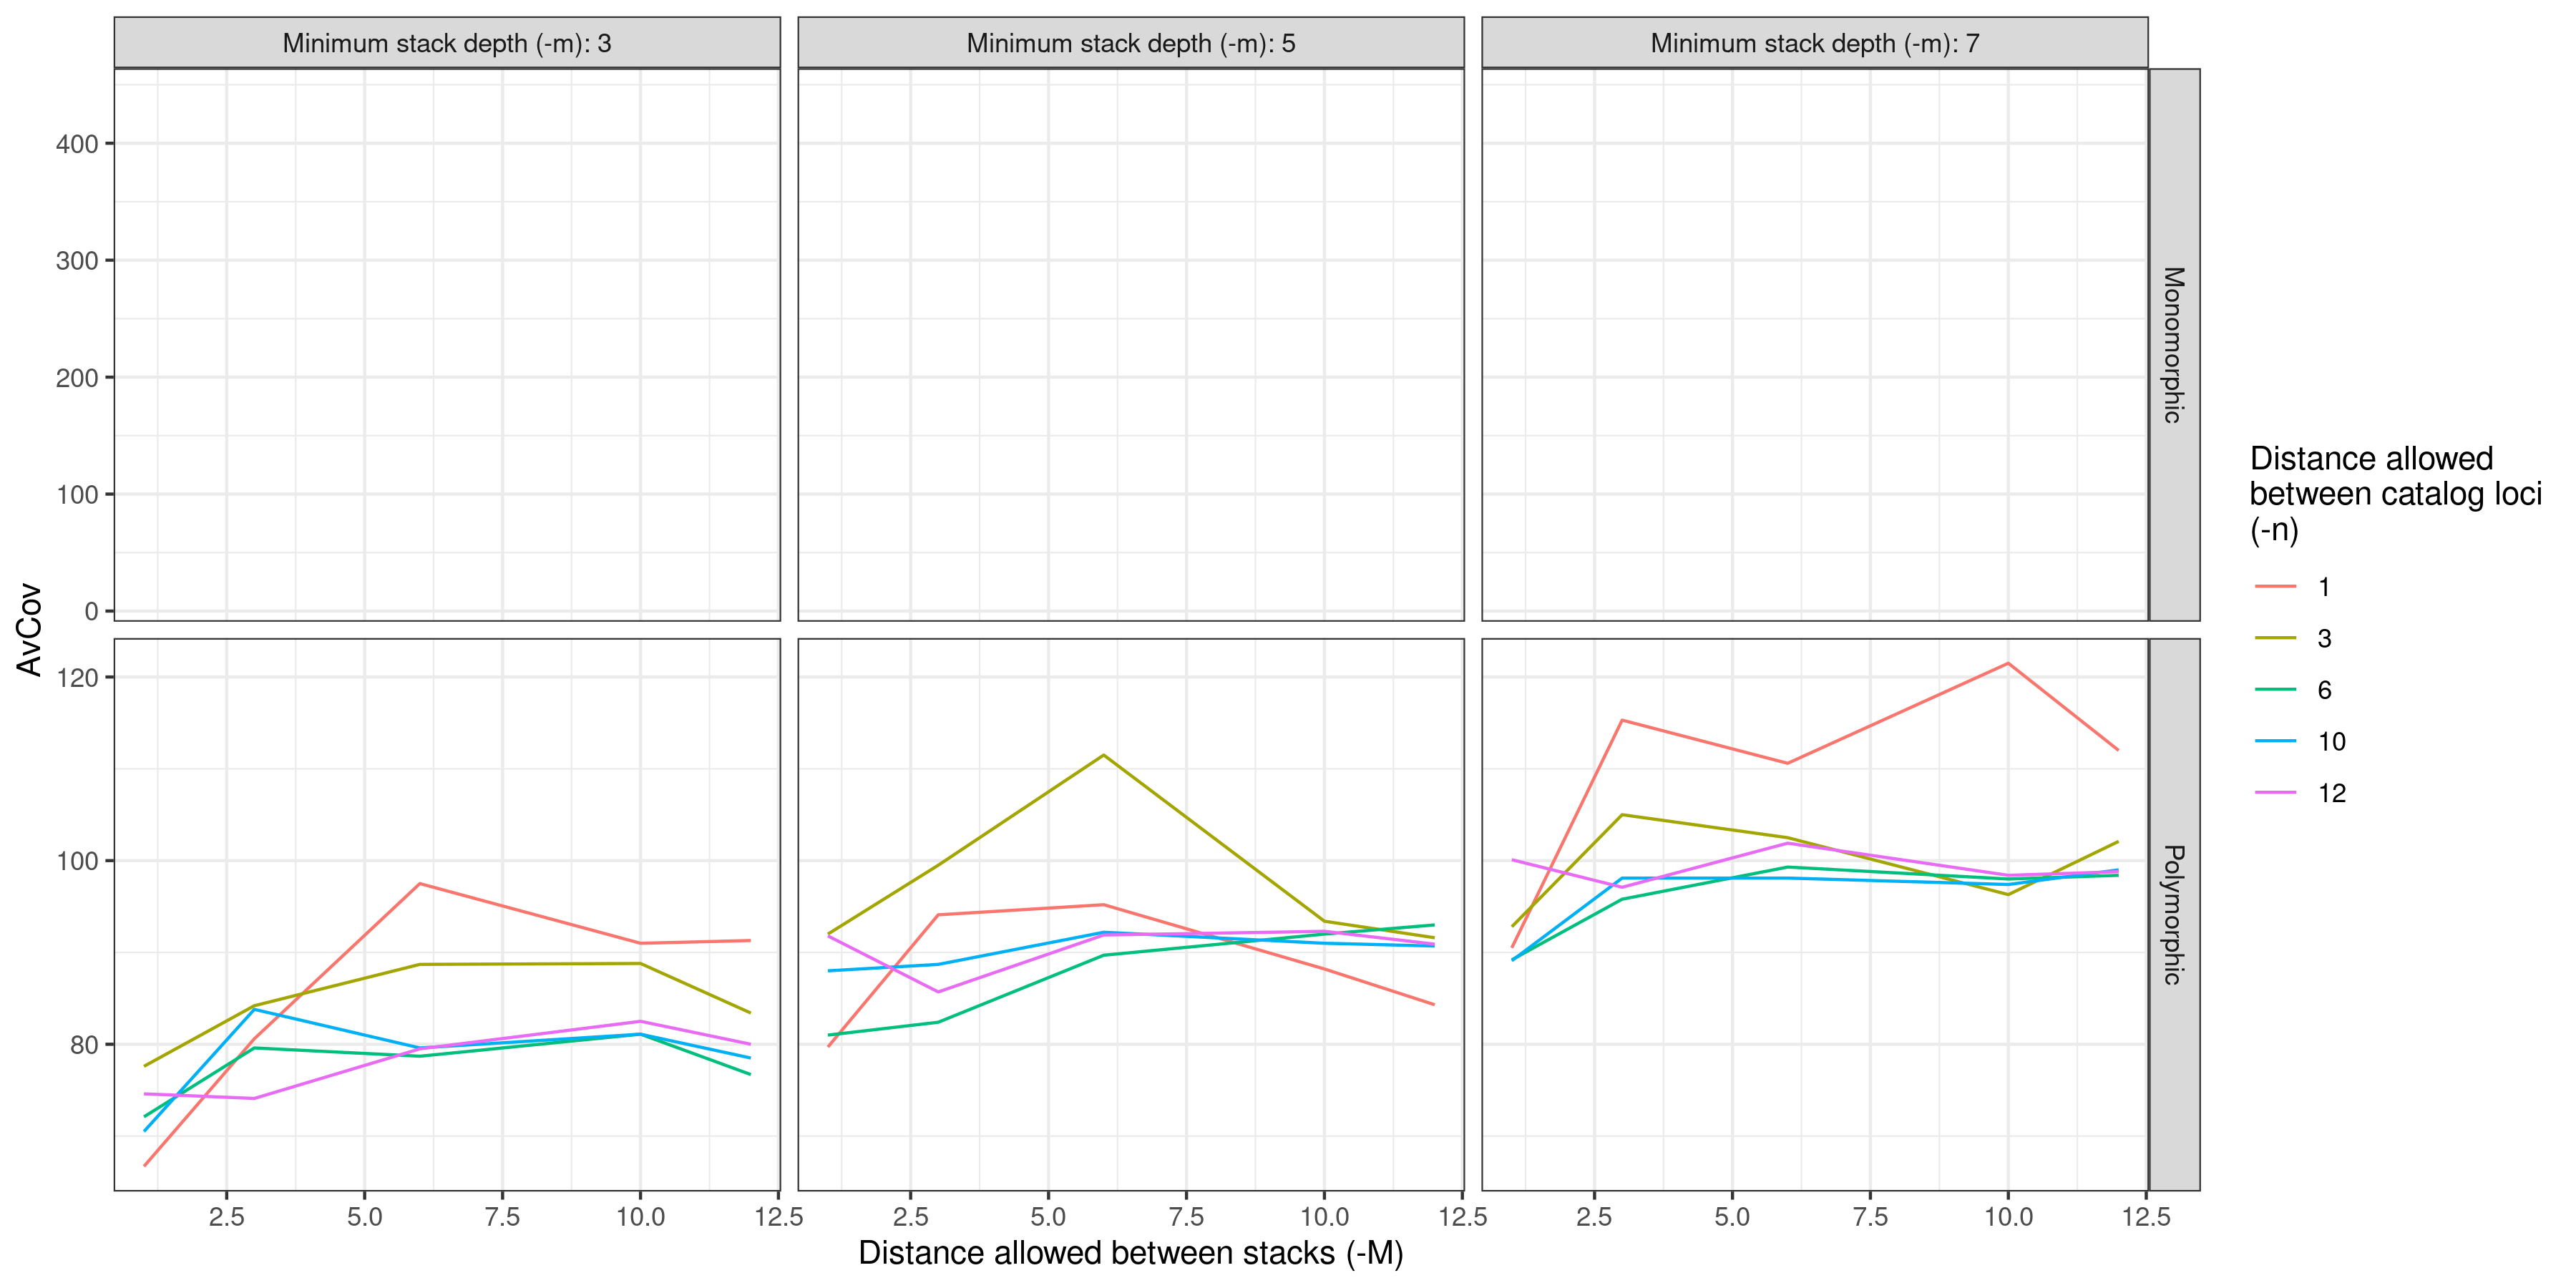 Minimum stack depth (-m): 3
Minimum stack depth (-m): 5
Minimum stack depth (-m): 7
400
300
200
100
0
Monomorphic
AvCov
120
100
80
Polymorphic
2.5 5.0 7.5 10.0 12.5
2.5 5.0 7.5 10.0 12.5
2.5 5.0 7.5 10.0 12.5
Distance allowed between stacks (-M)
Distance allowed
between catalog loci
(-n)
1
3
6
10
12